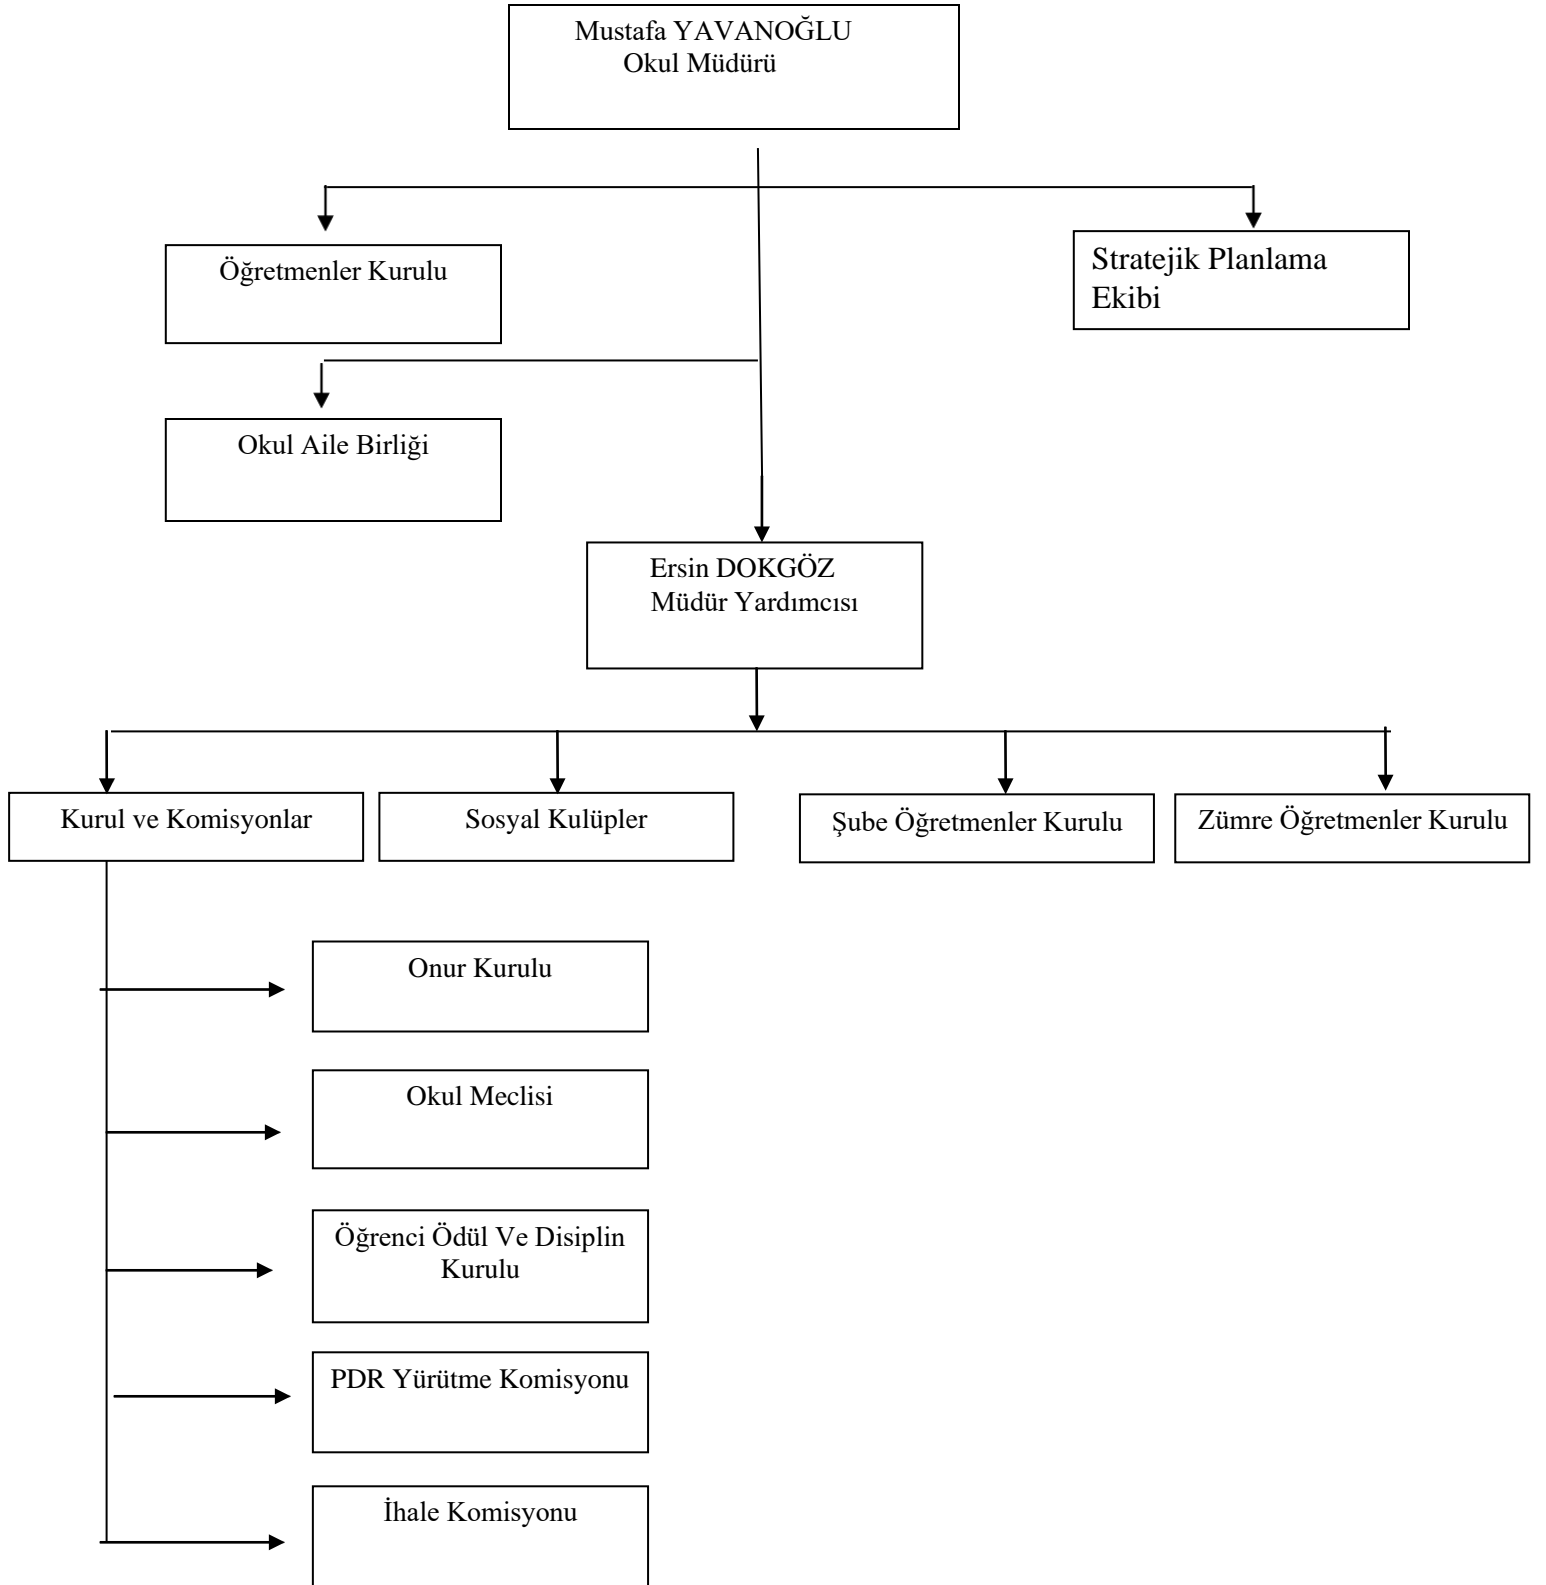 Mustafa YAVANOĞLU
Okul Müdürü
Öğretmenler Kurulu
Stratejik Planlama
Ekibi
Okul Aile Birliği
Ersin DOKGÖZ
Müdür Yardımcısı
Kurul ve Komisyonlar
Sosyal Kulüpler
Şube Öğretmenler Kurulu
Zümre Öğretmenler Kurulu
Onur Kurulu
Okul Meclisi
Öğrenci Ödül Ve Disiplin
Kurulu
PDR Yürütme Komisyonu
İhale Komisyonu